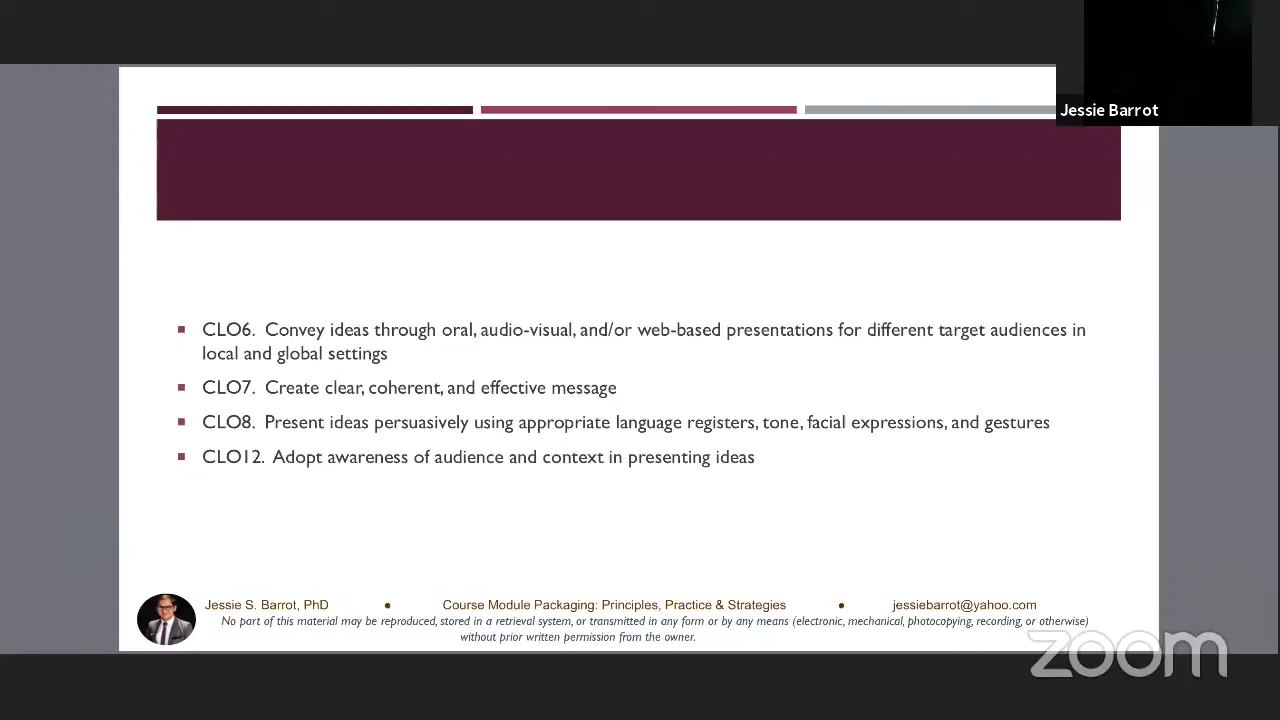 Jessie Barrot
CLO6. Convey ideas through oral, audio-visual, and/or web-based presentations for different target audiences in
local and global settings
CLO7. Create clear, coherent, and effective message
CLO8. Present ideas persuasively using appropriate language registers, tone, facial expressions, and gestures
CLO12. Adopt awareness of audience and context in presenting ideas
Jessie S. Barrot, PhD ● Course Module Packaging: Principles, Practice & Strategies ● jessiebarrot@yahoo.com
No part of this material may be reproduced, stored in a retrieval system, or transmitted in any form or by any means (electronic, mechanical, photocopying, recording, or otherwise)
without prior written permission from the owner.
zoom